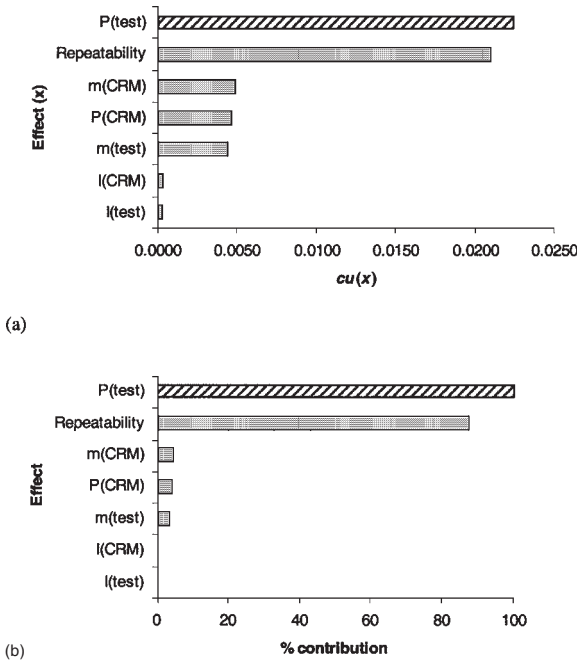 P(test)
Repeatability
m(CRM)
P(CRM)
m(test)
I(CRM)
I(test)
Effect (x)
0.0000 0.0050 0.0100 0.0150 0.0200 0.0250
cu(x)
(a)
P(test)
Repeatability
m(CRM)
P(CRM)
m(test)
I(CRM)
I(test)
Effect
0 20 40 60 80 100
% contribution
(b)